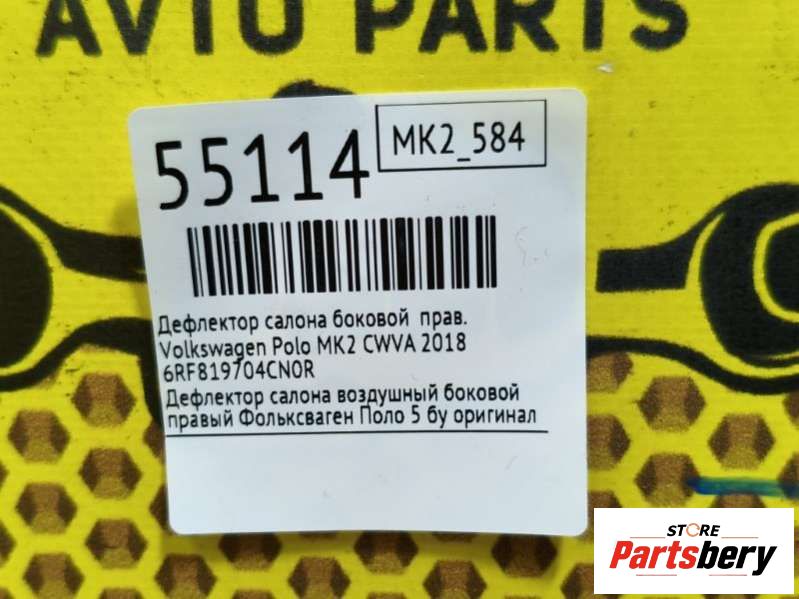 AVTO PARTS
55114
MK2_584
Дефлектор салона боковой прав.
Volkswagen Polo MK2 CWVA 2018
6RF819704CN0R
Дефлектор салона воздушный боковой
правый Фольксваген Поло 5 бу оригинал
STORE
Partsbery